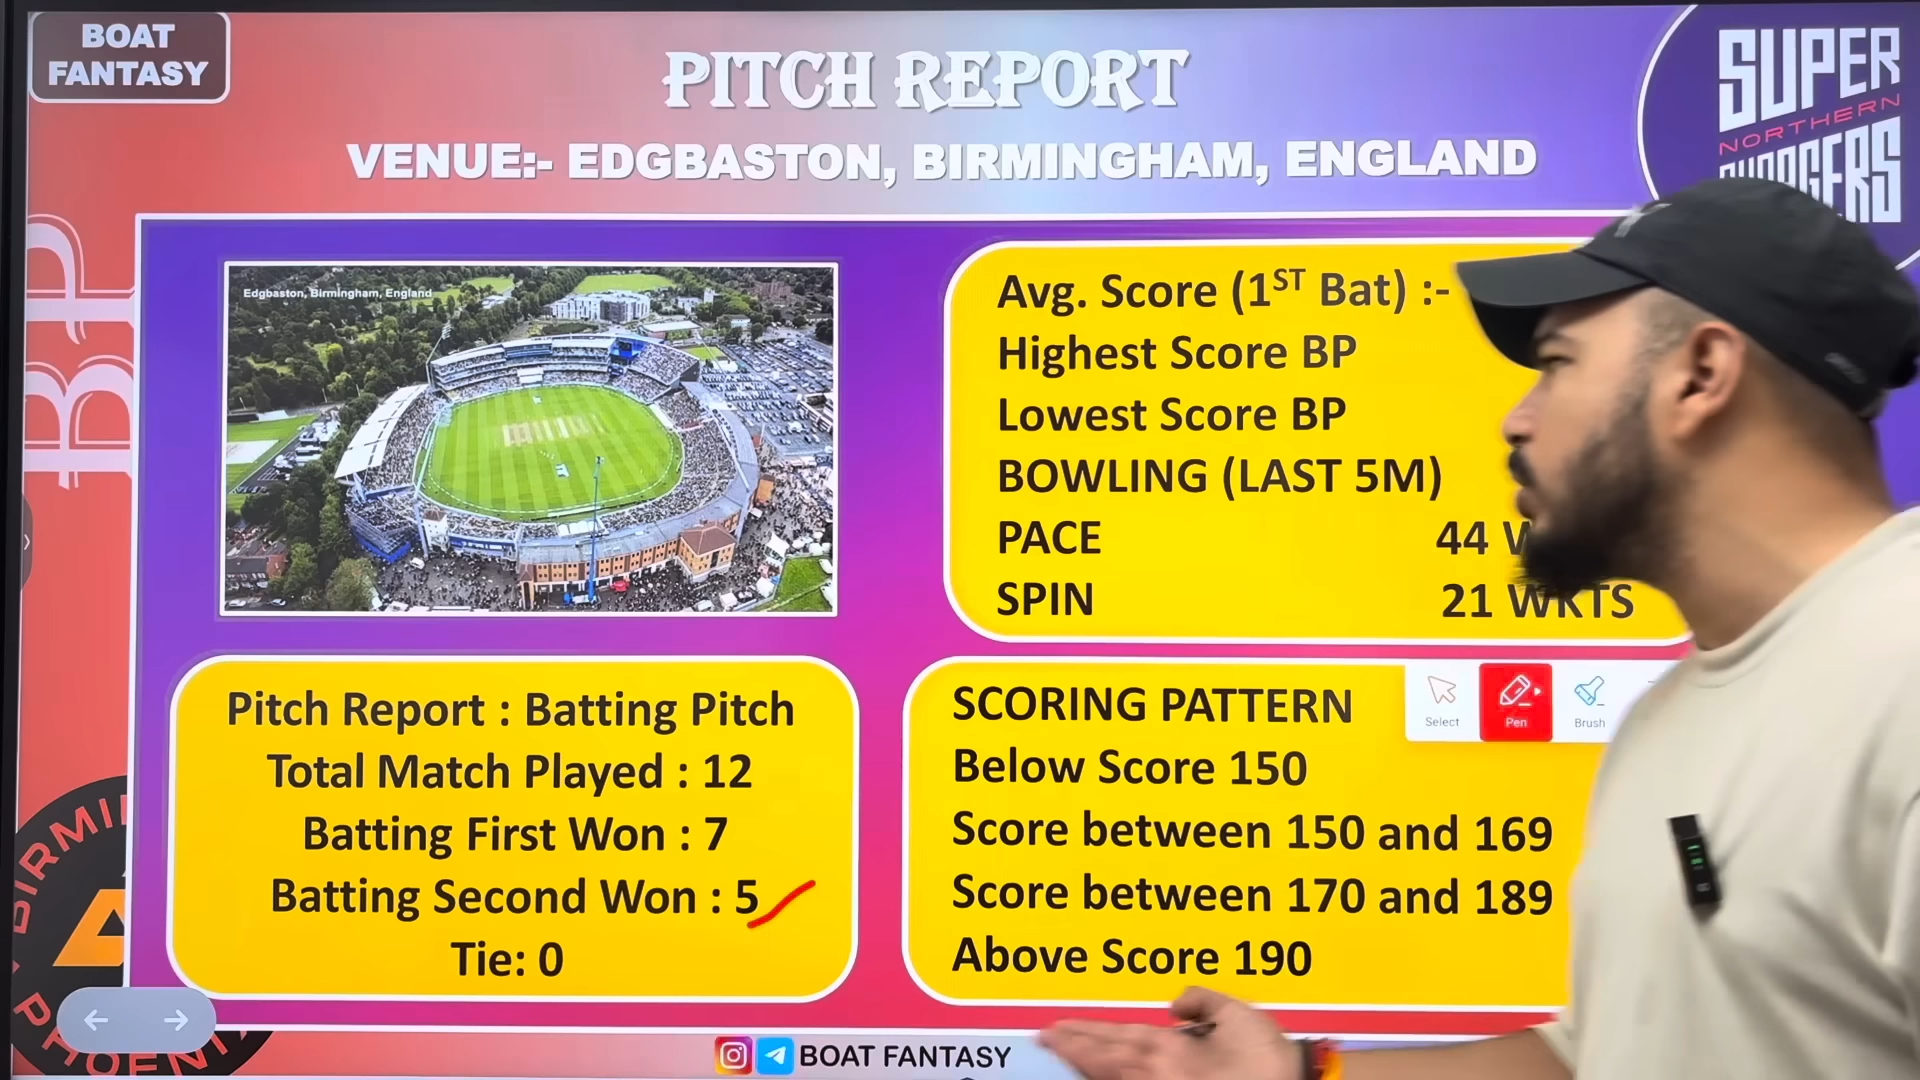 BOAT
FANTASY
PITCH REPORT
VENUE:- EDGBASTON, BIRMINGHAM, ENGLAND
SUPER
NORTHERN
BP
Edgbaston, Birmingham, England
Avg. Score (1ST Bat) :-
Highest Score BP
Lowest Score BP
BOWLING (LAST 5M)
PACE 44
SPIN 21 WKTS
Pitch Report : Batting Pitch
Total Match Played : 12
Batting First Won : 7
Batting Second Won : 5
Tie: 0
SCORING PATTERN
Below Score 150
Score between 150 and 169
Score between 170 and 189
Above Score 190
Select
Pen
Brush
PHOENIX
BOAT FANTASY